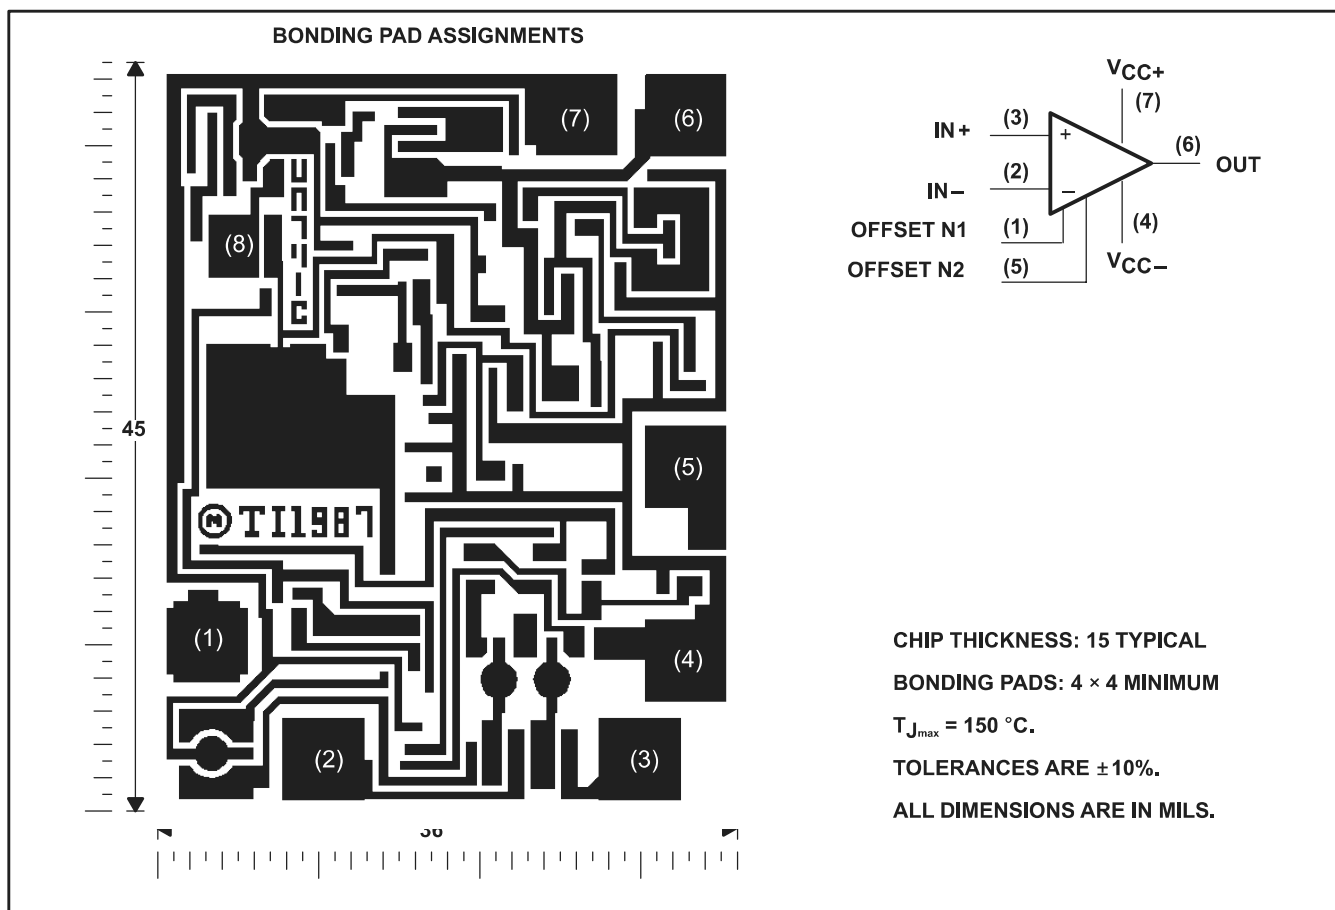 BONDING PAD ASSIGNMENTS
(7)
(6)
(8)
45
(5)
TI1987
(1)
(4)
(2)
(3)
36
VCC+
(7)
IN+
(3)
+
(6)
OUT
(2)
IN−
−
OFFSET N1
(1)
(4)
OFFSET N2
(5)
VCC−
CHIP THICKNESS: 15 TYPICAL
BONDING PADS: 4 × 4 MINIMUM
TJmax = 150 °C.
TOLERANCES ARE ±10%.
ALL DIMENSIONS ARE IN MILS.